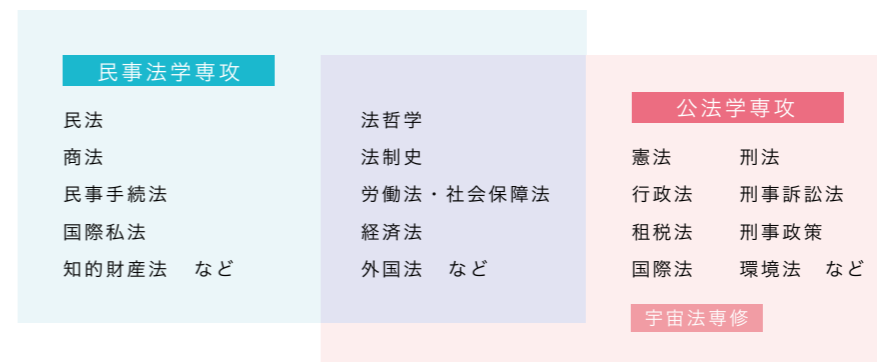 民事法学専攻
民法
商法
民事手続法
国際私法
知的財産法 など
法哲学
法制史
労働法・社会保障法
経済法
外国法 など
公法学専攻
憲法 刑法
行政法 刑事訴訟法
租税法 刑事政策
国際法 環境法 など
宇宙法専修